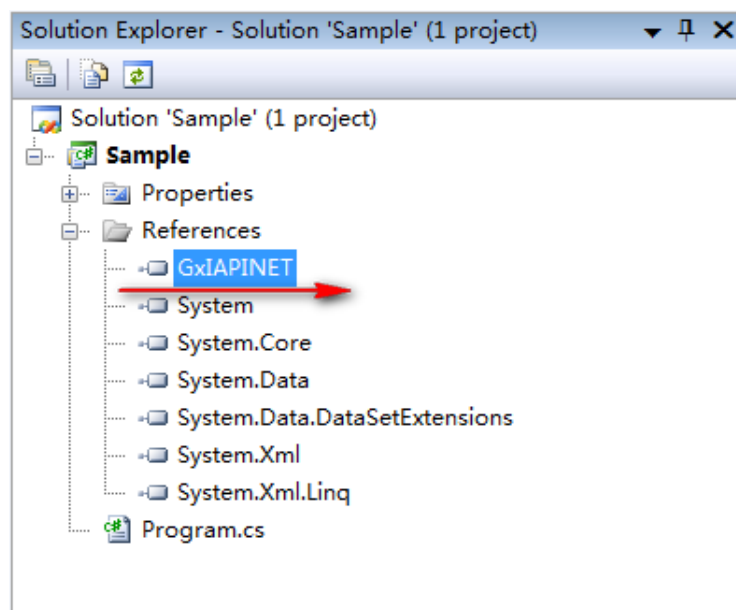 Solution Explorer - Solution 'Sample' (1 project)
Solution 'Sample' (1 project)
Sample
Properties
References
GxIAPINET
System
System.Core
System.Data
System.Data.DataSetExtensions
System.Xml
System.Xml.Linq
Program.cs